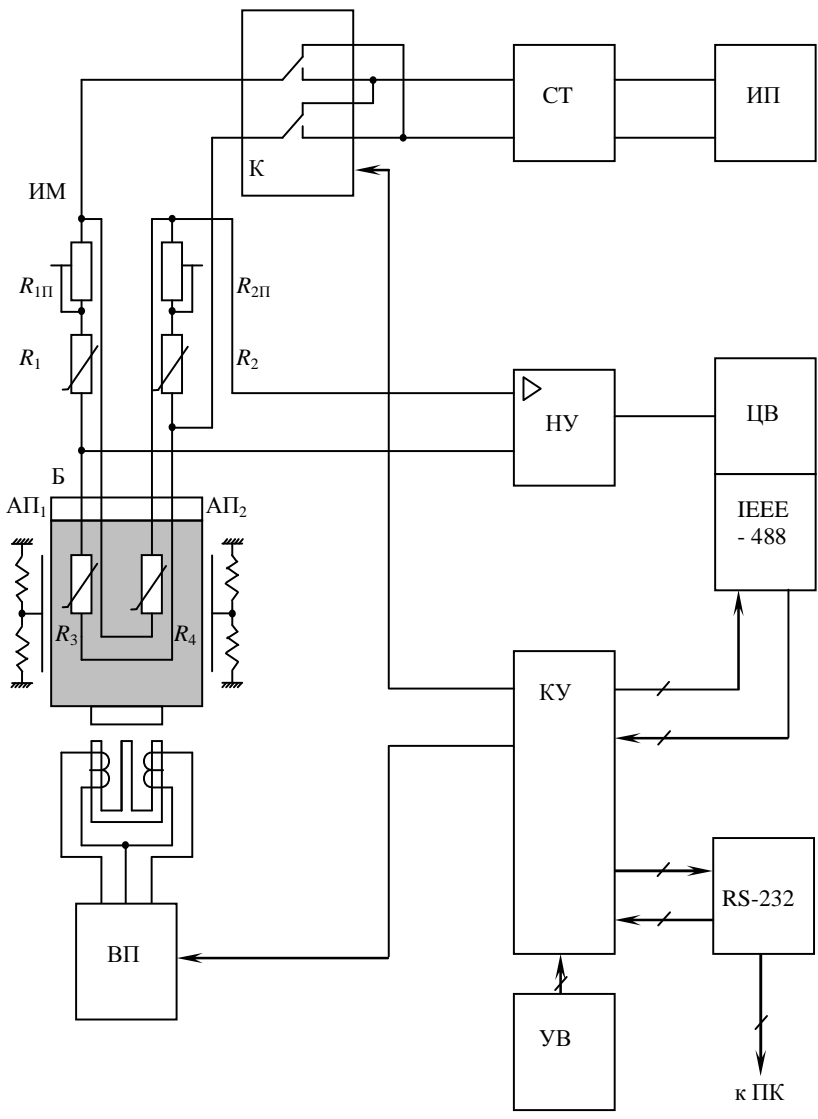 СТ
ИП
К
ИМ
R1П
R2П
R1
R2
НУ
ЦВ
Б
АП1
АП2
IEEE
- 488
R3
R4
КУ
RS-232
ВП
УВ
к ПК